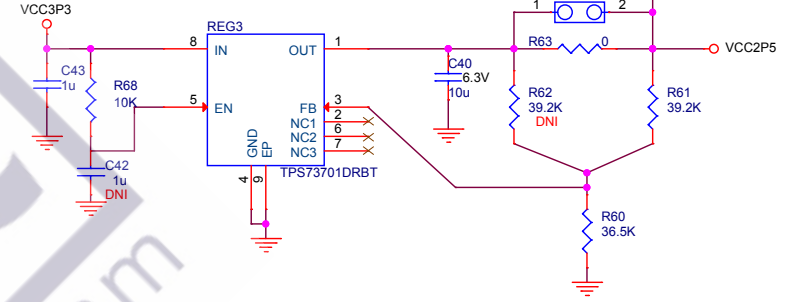 VCC3P3
REG3
1
2
8
IN
OUT
1
R63
0
VCC2P5
C43
1u
R68
10K
C40
6.3V
10u
R62
39.2K
DNI
R61
39.2K
5
EN
FB
3
NC1
2
NC2
6
NC3
7
GND
EP
TPS73701DRBT
4
9
C42
1u
DNI
R60
36.5K
m